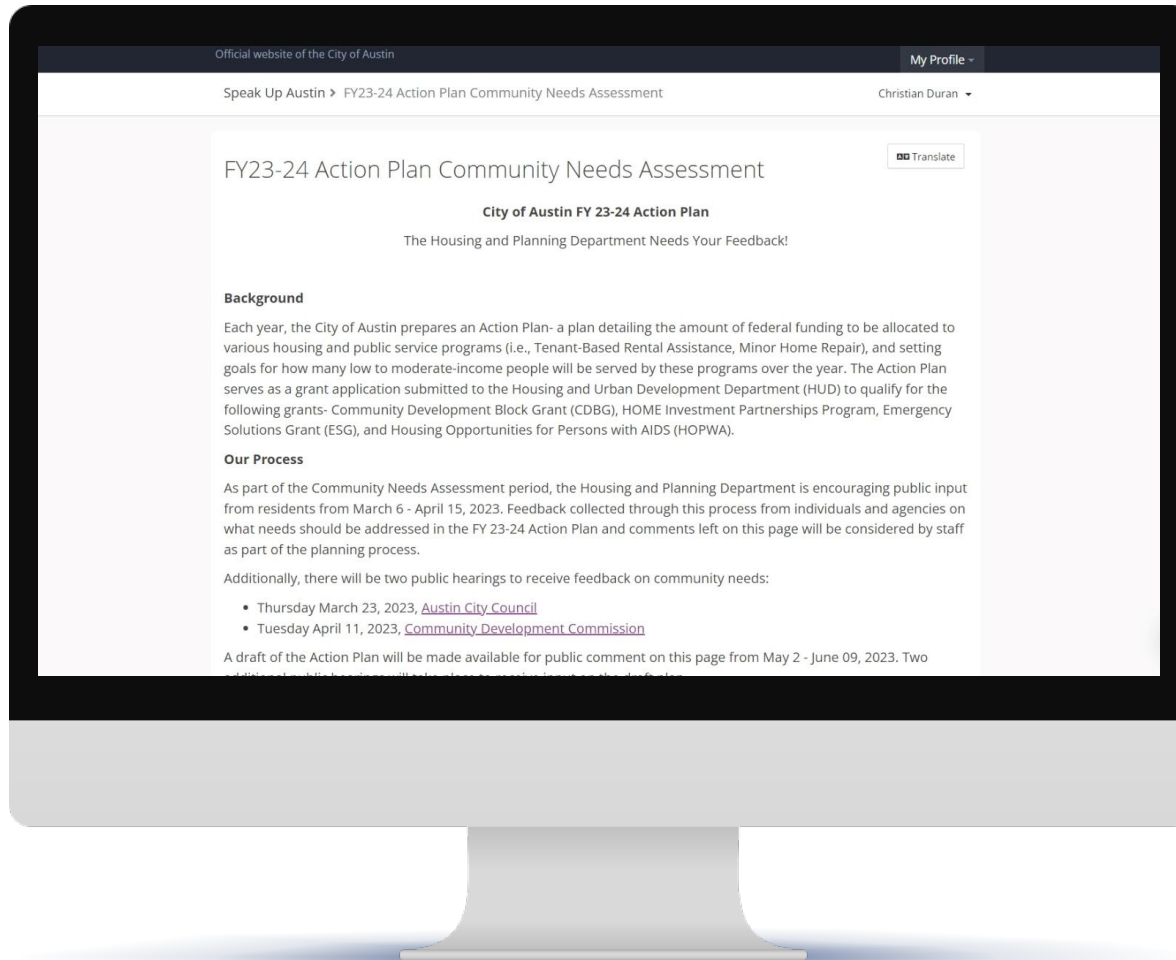 Official website of the City of Austin
My Profile
Speak Up Austin > FY23-24 Action Plan Community Needs Assessment
Christian Duran
FY23-24 Action Plan Community Needs Assessment
Translate
City of Austin FY 23-24 Action Plan
The Housing and Planning Department Needs Your Feedback!
Background
Each year, the City of Austin prepares an Action Plan- a plan detailing the amount of federal funding to be allocated to
various housing and public service programs (i.e., Tenant-Based Rental Assistance, Minor Home Repair), and setting
goals for how many low to moderate-income people will be served by these programs over the year. The Action Plan
serves as a grant application submitted to the Housing and Urban Development Department (HUD) to qualify for the
following grants- Community Development Block Grant (CDBG), HOME Investment Partnerships Program, Emergency
Solutions Grant (ESG), and Housing Opportunities for Persons with AIDS (HOPWA).
Our Process
As part of the Community Needs Assessment period, the Housing and Planning Department is encouraging public input
from residents from March 6 - April 15, 2023. Feedback collected through this process from individuals and agencies on
what needs should be addressed in the FY 23-24 Action Plan and comments left on this page will be considered by staff
as part of the planning process.
Additionally, there will be two public hearings to receive feedback on community needs:
• Thursday March 23, 2023, Austin City Council
• Tuesday April 11, 2023, Community Development Commission
A draft of the Action Plan will be made available for public comment on this page from May 2 - June 09, 2023. Two
additional public hearings will take place to receive input on the draft plan